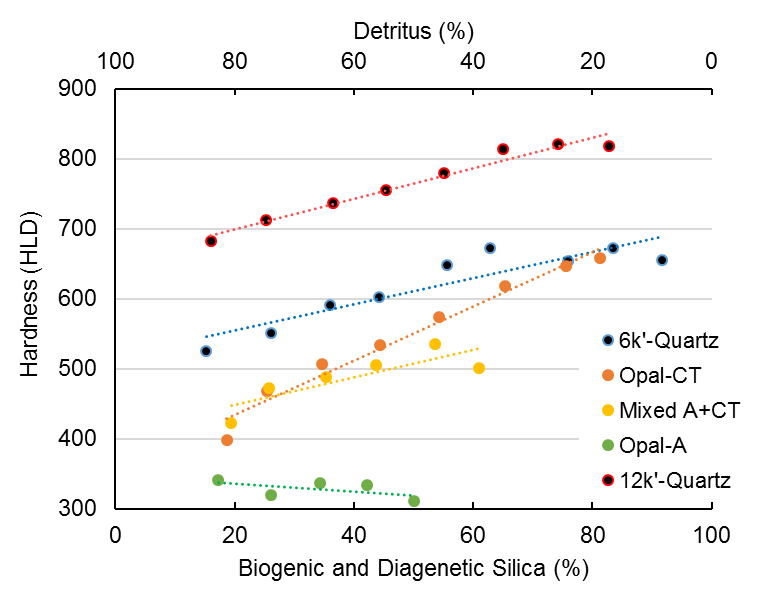 Detritus (%)
100 80 60 40 20 0
900
800
700
600
500
400
300
Hardness (HLD)
6k'-Quartz
Opal-CT
Mixed A+CT
Opal-A
12k'-Quartz
0 20 40 60 80 100
Biogenic and Diagenetic Silica (%)